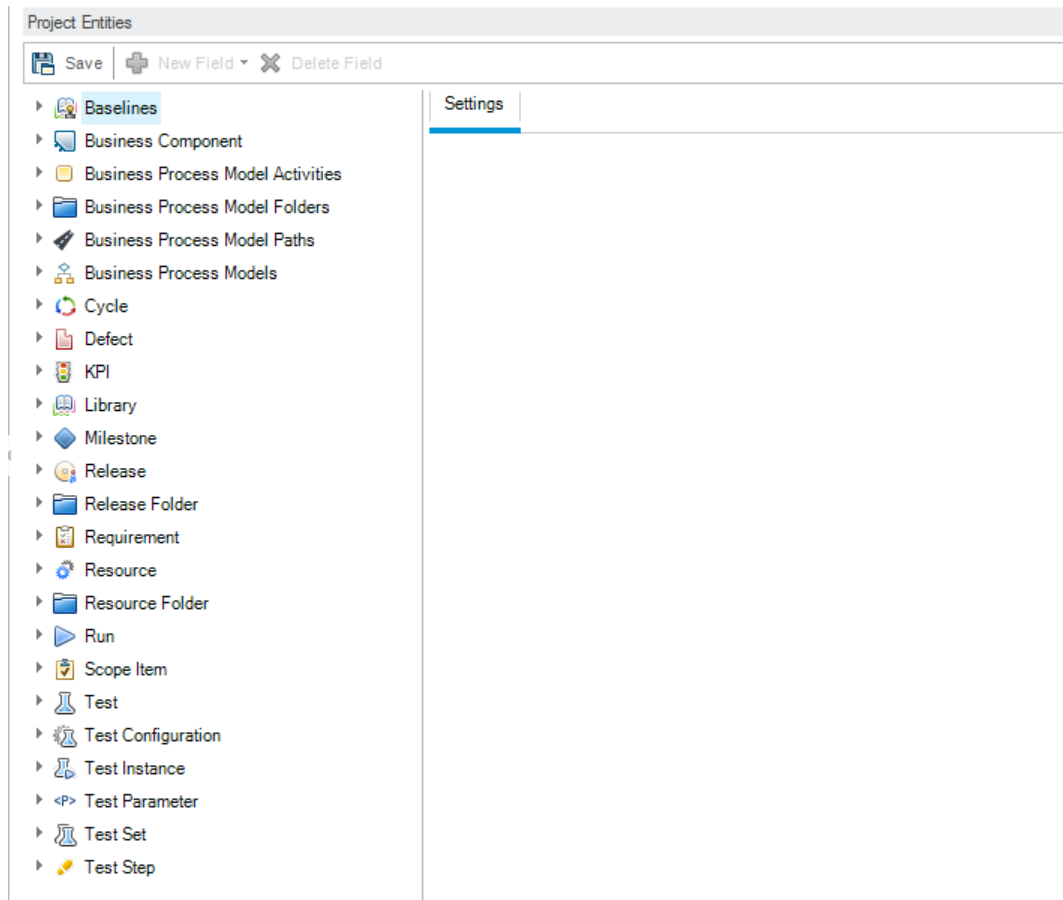 Project Entities
Save New Field Delete Field
Settings
Baselines
Business Component
Business Process Model Activities
Business Process Model Folders
Business Process Model Paths
Business Process Models
Cycle
Defect
KPI
Library
Milestone
Release
Release Folder
Requirement
Resource
Resource Folder
Run
Scope Item
Test
Test Configuration
Test Instance
<P> Test Parameter
Test Set
Test Step